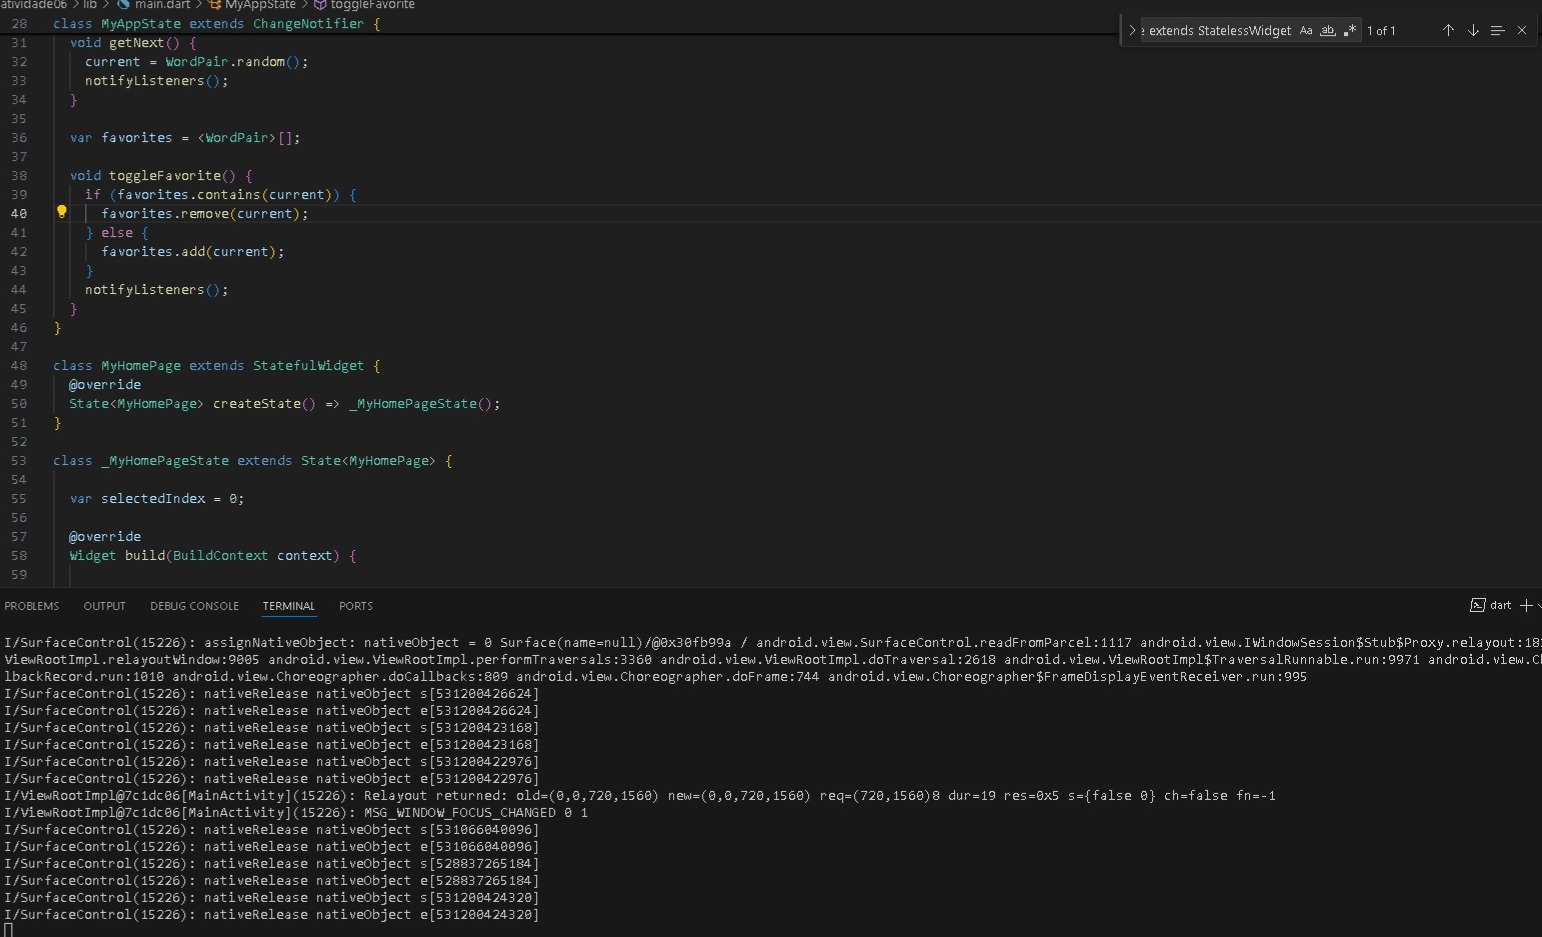 atividade06 > lib > main.dart > MyAppState > toggleFavorite
28 class MyAppState extends ChangeNotifier {
extends StatelessWidget Aa ab .* 1 of 1
31 void getNext() {
32 current = WordPair.random();
33 notifyListeners();
34 }
35
36 var favorites = <WordPair>[];
37
38 void toggleFavorite() {
39 if (favorites.contains(current)) {
40 favorites.remove(current);
41 } else {
42 favorites.add(current);
43 }
44 notifyListeners();
45 }
46 }
47
48 class MyHomePage extends StatefulWidget {
49 @override
50 State<MyHomePage> createState() => _MyHomePageState();
51 }
52
53 class _MyHomePageState extends State<MyHomePage> {
54
55 var selectedIndex = 0;
56
57 @override
58 Widget build(BuildContext context) {
59
PROBLEMS OUTPUT DEBUG CONSOLE TERMINAL PORTS dart
I/SurfaceControl(15226): assignNativeObject: nativeObject = 0 Surface(name=null)/@0x30fb99a / android.view.SurfaceControl.readFromParcel:1117 android.view.IWindowSession$Stub$Proxy.relayout:181
ViewRootImpl.relayoutWindow:9005 android.view.ViewRootImpl.performTraversals:3360 android.view.ViewRootImpl.doTraversal:2618 android.view.ViewRootImpl$TraversalRunnable.run:9971 android.view.Ch
lbackRecord.run:1010 android.view.Choreographer.doCallbacks:809 android.view.Choreographer.doFrame:744 android.view.Choreographer$FrameDisplayEventReceiver.run:995
I/SurfaceControl(15226): nativeRelease nativeObject s[531200426624]
I/SurfaceControl(15226): nativeRelease nativeObject e[531200426624]
I/SurfaceControl(15226): nativeRelease nativeObject s[531200423168]
I/SurfaceControl(15226): nativeRelease nativeObject e[531200423168]
I/SurfaceControl(15226): nativeRelease nativeObject s[531200422976]
I/SurfaceControl(15226): nativeRelease nativeObject e[531200422976]
I/ViewRootImpl@7c1dc06[MainActivity](15226): Relayout returned: old=(0,0,720,1560) new=(0,0,720,1560) req=(720,1560)8 dur=19 res=0x5 s={false 0} ch=false fn=-1
I/ViewRootImpl@7c1dc06[MainActivity](15226): MSG_WINDOW_FOCUS_CHANGED 0 1
I/SurfaceControl(15226): nativeRelease nativeObject s[531066040096]
I/SurfaceControl(15226): nativeRelease nativeObject e[531066040096]
I/SurfaceControl(15226): nativeRelease nativeObject s[528837265184]
I/SurfaceControl(15226): nativeRelease nativeObject e[528837265184]
I/SurfaceControl(15226): nativeRelease nativeObject s[531200424320]
I/SurfaceControl(15226): nativeRelease nativeObject e[531200424320]